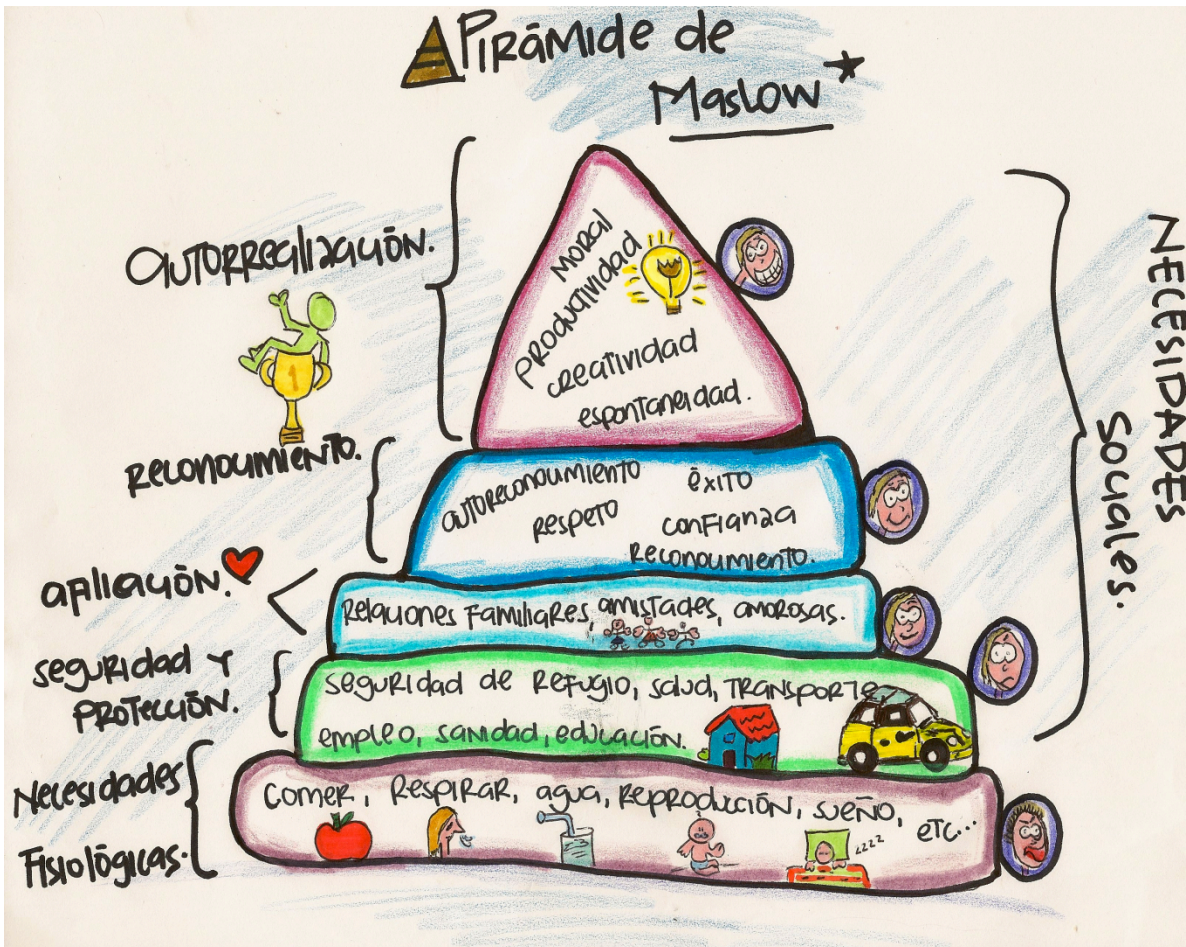 Pirámide de
Maslow
autorrealización.
moral
productividad
creatividad
espontaneidad.
1
reconocimiento.
autoreconocimiento
éxito
respeto
confianza
reconocimiento.
afiliación.
Relaciones Familiares, amistades, amorosas.
seguridad y
protección.
seguridad de Refugio, salud, transporte,
empleo, sanidad, educación.
Necesidades
Fisiológicas.
Comer, Respirar, agua, Reproducción, sueño,
etc...
zzzz
NECESIDADES
sociales.